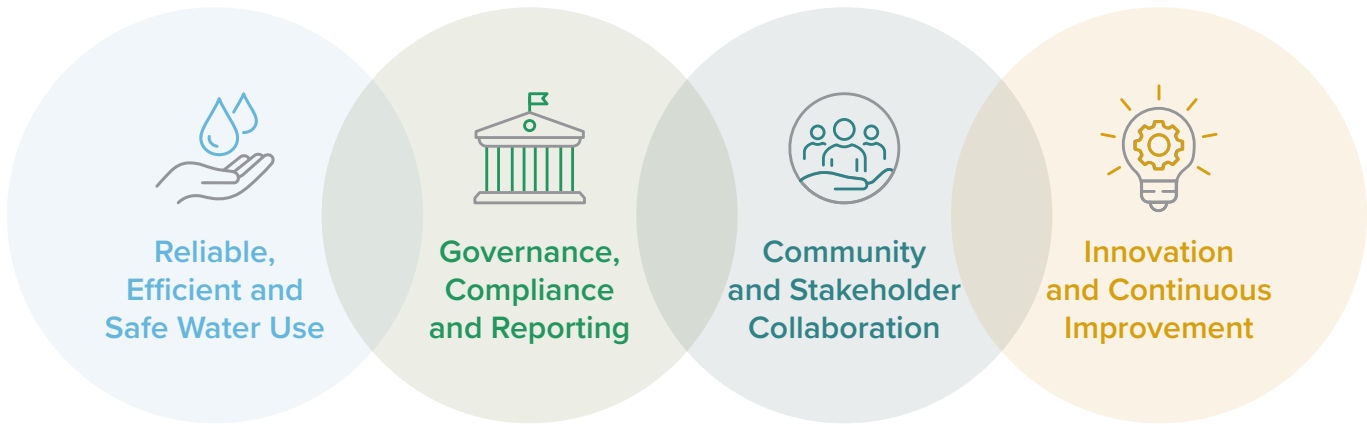 Reliable,
Efficient and
Safe Water Use
Governance,
Compliance
and Reporting
Community
and Stakeholder
Collaboration
Innovation
and Continuous
Improvement